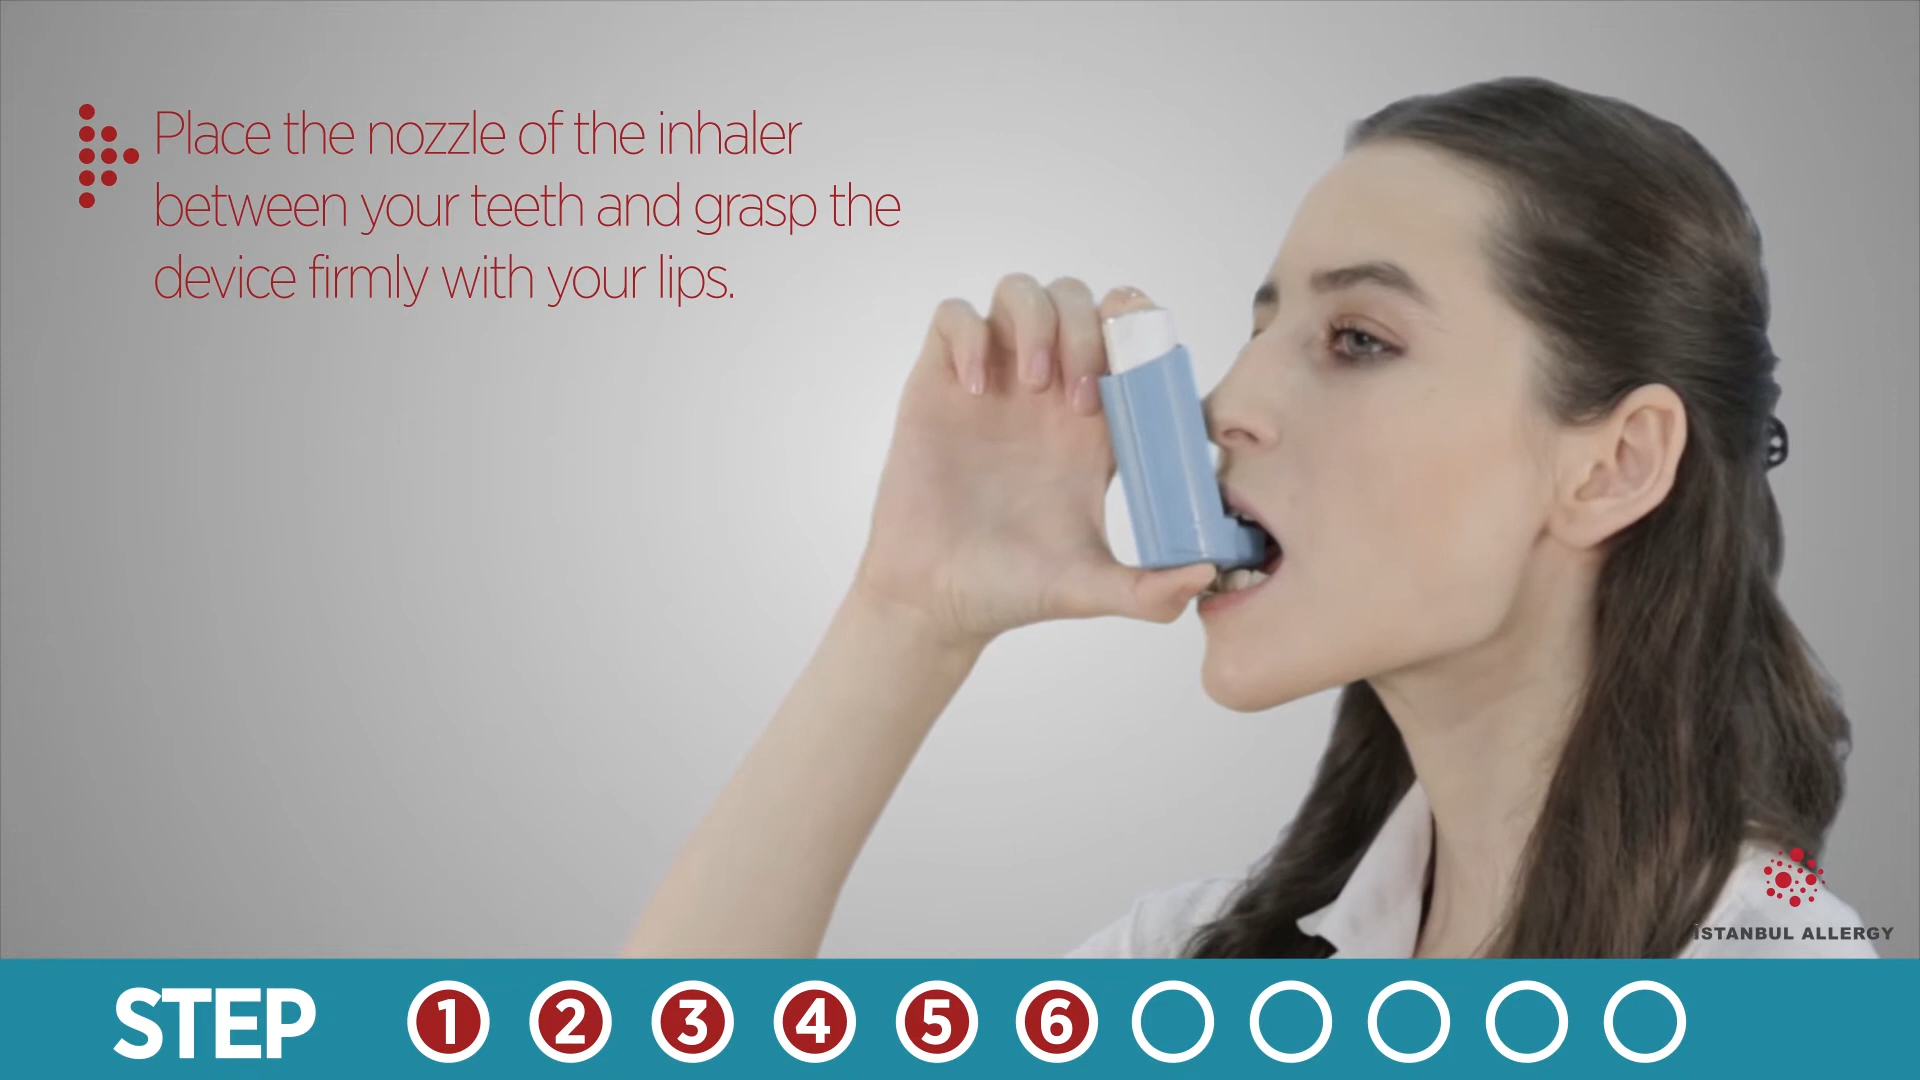 Place the nozzle of the inhaler
between your teeth and grasp the
device firmly with your lips.
İSTANBUL ALLERGY
STEP 1 2 3 4 5 6